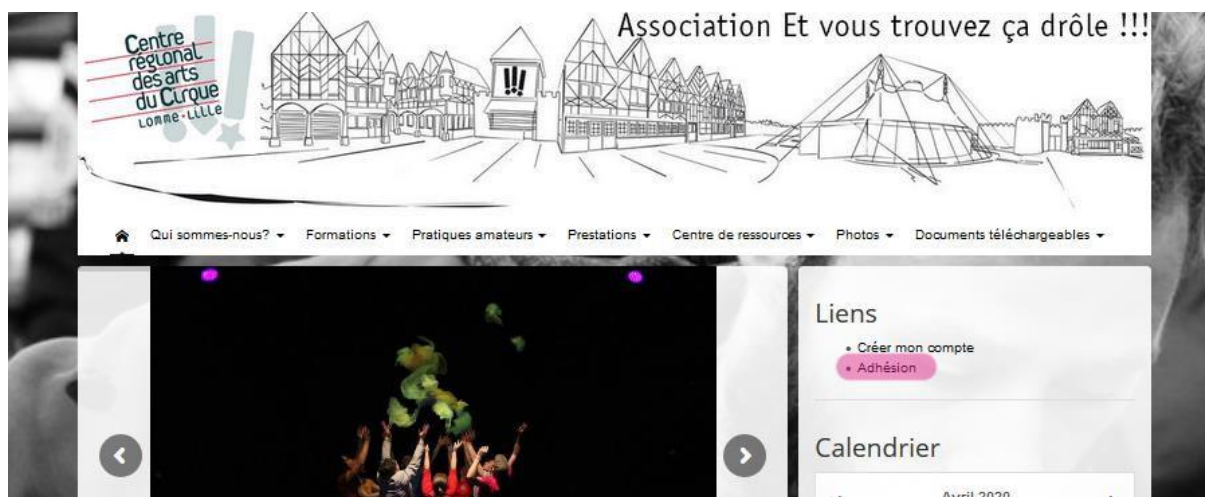 Association Et vous trouvez ça drôle !!!
Centre
régional
des arts
du Cirque
LOMME • LILLE
!!!
Qui sommes-nous? Formations Pratiques amateurs Prestations Centre de ressources Photos Documents téléchargeables
Liens
• Créer mon compte
• Adhésion
Calendrier
Avril 2020